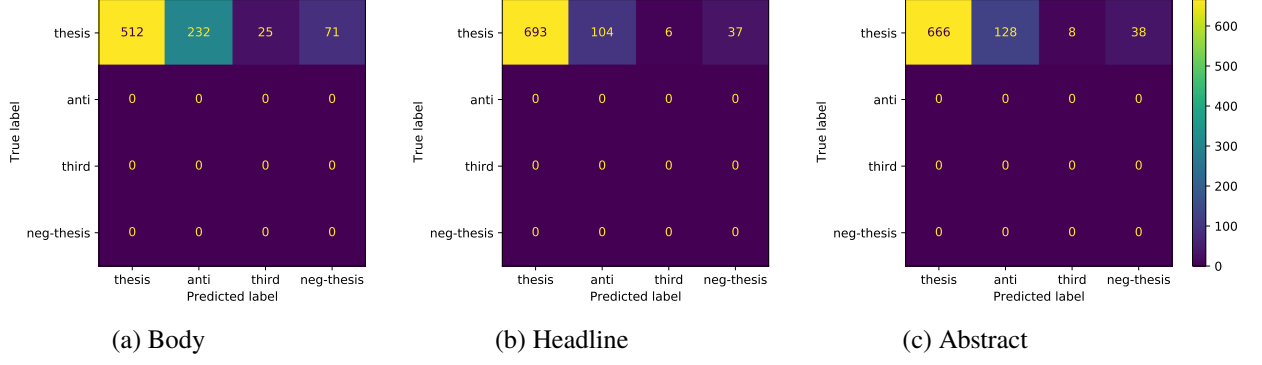 thesis 512 232 25 71
anti 0 0 0 0
third 0 0 0 0
neg-thesis 0 0 0 0
True label
thesis anti third neg-thesis
Predicted label
(a) Body
thesis 693 104 6 37
anti 0 0 0 0
third 0 0 0 0
neg-thesis 0 0 0 0
True label
thesis anti third neg-thesis
Predicted label
(b) Headline
thesis 666 128 8 38
anti 0 0 0 0
third 0 0 0 0
neg-thesis 0 0 0 0
True label
thesis anti third neg-thesis
Predicted label
(c) Abstract
600
500
400
300
200
100
0